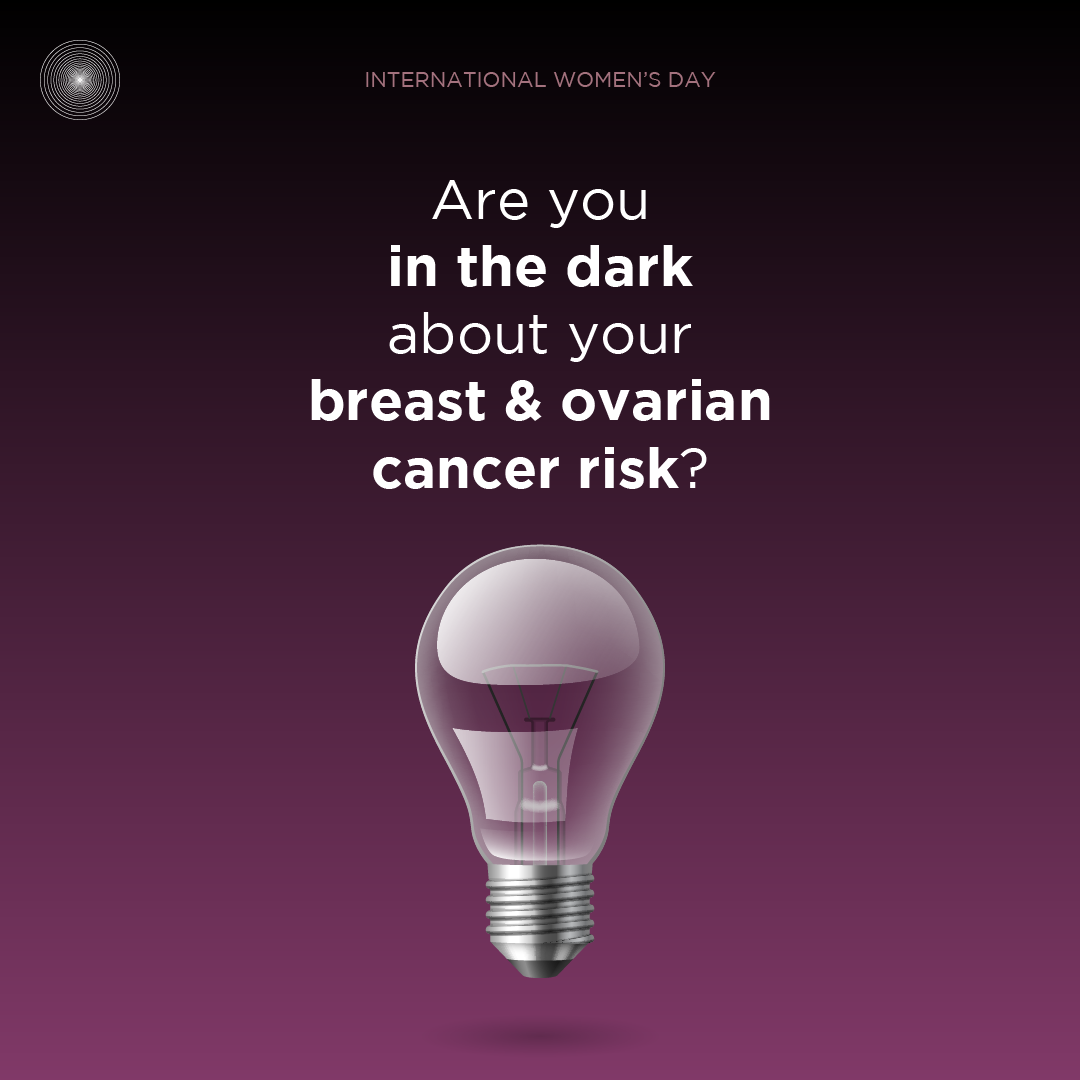 INTERNATIONAL WOMEN'S DAY
Are you
in the dark
about your
breast & ovarian
cancer risk?